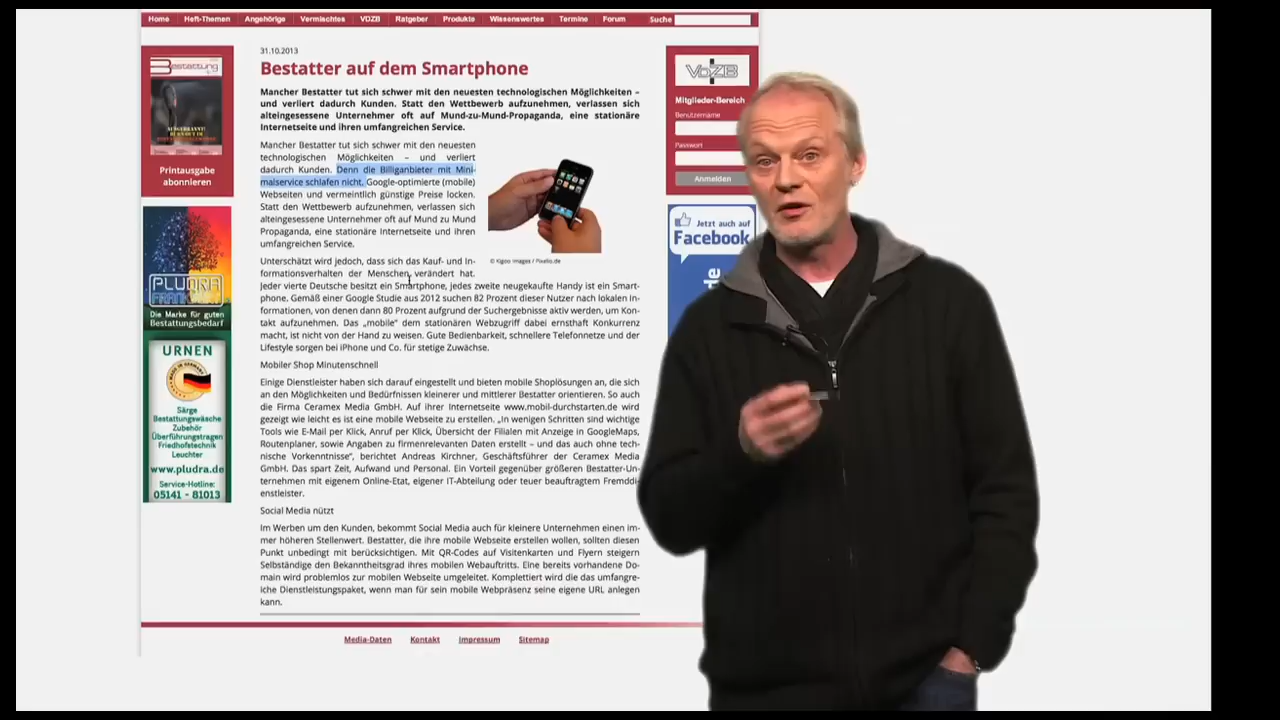 Home Heft-Themen Angehörige Vermischtes VDZB Ratgeber Produkte Wissenswertes Termine Forum Suche
Bestattung
Printausgabe
abonnieren
PLUDRA
FRANKFURT
Die Marke für guten
Bestattungsbedarf
URNEN
Särge
Bestattungswäsche
Zubehör
Überführungstragen
Friedhofstechnik
Leuchter
www.pludra.de
Service-Hotline:
05141 - 81013
31.10.2013
Bestatter auf dem Smartphone
Mancher Bestatter tut sich schwer mit den neuesten technologischen Möglichkeiten –
und verliert dadurch Kunden. Statt den Wettbewerb aufzunehmen, verlassen sich
alteingesessene Unternehmer oft auf Mund-zu-Mund-Propaganda, eine stationäre
Internetseite und ihren umfangreichen Service.
Mancher Bestatter tut sich schwer mit den neuesten
technologischen Möglichkeiten – und verliert
dadurch Kunden. Denn die Billiganbieter mit Mini-
malservice schlafen nicht. Google-optimierte (mobile)
Webseiten und vermeintlich günstige Preise locken.
Statt den Wettbewerb aufzunehmen, verlassen sich
alteingesessene Unternehmer oft auf Mund zu Mund
Propaganda, eine stationäre Internetseite und ihren
umfangreichen Service.
© Kigoo Images / Pixelio.de
Unterschätzt wird jedoch, dass sich das Kauf- und In-
formationsverhalten der Menschen verändert hat.
Jeder vierte Deutsche besitzt ein Smartphone, jedes zweite neugekaufte Handy ist ein Smart-
phone. Gemäß einer Google Studie aus 2012 suchen 82 Prozent dieser Nutzer nach lokalen In-
formationen, von denen dann 80 Prozent aufgrund der Suchergebnisse aktiv werden, um Kon-
takt aufzunehmen. Das „mobile“ dem stationären Webzugriff dabei ernsthaft Konkurrenz
macht, ist nicht von der Hand zu weisen. Gute Bedienbarkeit, schnellere Telefonnetze und der
Lifestyle sorgen bei iPhone und Co. für stetige Zuwächse.
Mobiler Shop Minutenschnell
Einige Dienstleister haben sich darauf eingestellt und bieten mobile Shoplösungen an, die sich
an den Möglichkeiten und Bedürfnissen kleinerer und mittlerer Bestatter orientieren. So auch
die Firma Ceramex Media GmbH. Auf ihrer Internetseite www.mobil-durchstarten.de wird
gezeigt wie leicht es ist eine mobile Webseite zu erstellen. „In wenigen Schritten sind wichtige
Tools wie E-Mail per Klick, Anruf per Klick, Übersicht der Filialen mit Anzeige in GoogleMaps,
Routenplaner, sowie Angaben zu firmenrelevanten Daten erstellt – und das auch ohne tech-
nische Vorkenntnisse“, berichtet Andreas Kirchner, Geschäftsführer der Ceramex Media
GmbH. Das spart Zeit, Aufwand und Personal. Ein Vorteil gegenüber größeren Bestatter-Un-
ternehmen mit eigenem Online-Etat, eigener IT-Abteilung oder teuer beauftragtem Fremddi-
enstleister.
Social Media nützt
Im Werben um den Kunden, bekommt Social Media auch für kleinere Unternehmen einen im-
mer höheren Stellenwert. Bestatter, die ihre mobile Webseite erstellen wollen, sollten diesen
Punkt unbedingt mit berücksichtigen. Mit QR-Codes auf Visitenkarten und Flyern steigern
Selbständige den Bekanntheitsgrad ihres mobilen Webauftritts. Eine bereits vorhandene Do-
main wird problemlos zur mobilen Webseite umgeleitet. Komplettiert wird die das umfangre-
iche Dienstleistungspaket, wenn man für sein mobile Webpräsenz seine eigene URL anlegen
kann.
Media-Daten Kontakt Impressum Sitemap
VDZB
Mitglieder-Bereich
Benutzername
Passwort
Anmelden
Jetzt auch auf
Facebook